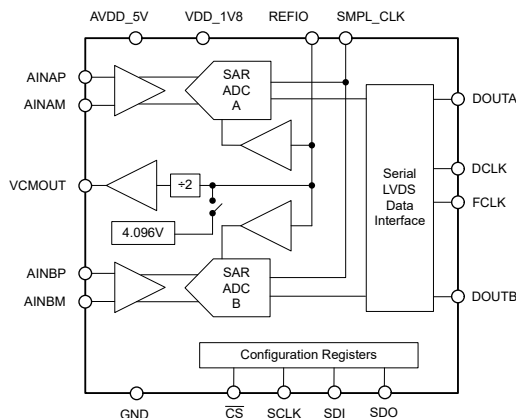 AVDD_5V
VDD_1V8
REFIO
SMPL_CLK
AINAP
AINAM
SAR
ADC
A
DOUTA
DCLK
FCLK
Serial
LVDS
Data
Interface
VCMOUT
÷2
4.096V
AINBP
AINBM
SAR
ADC
B
DOUTB
Configuration Registers
GND
CS
SCLK
SDI
SDO